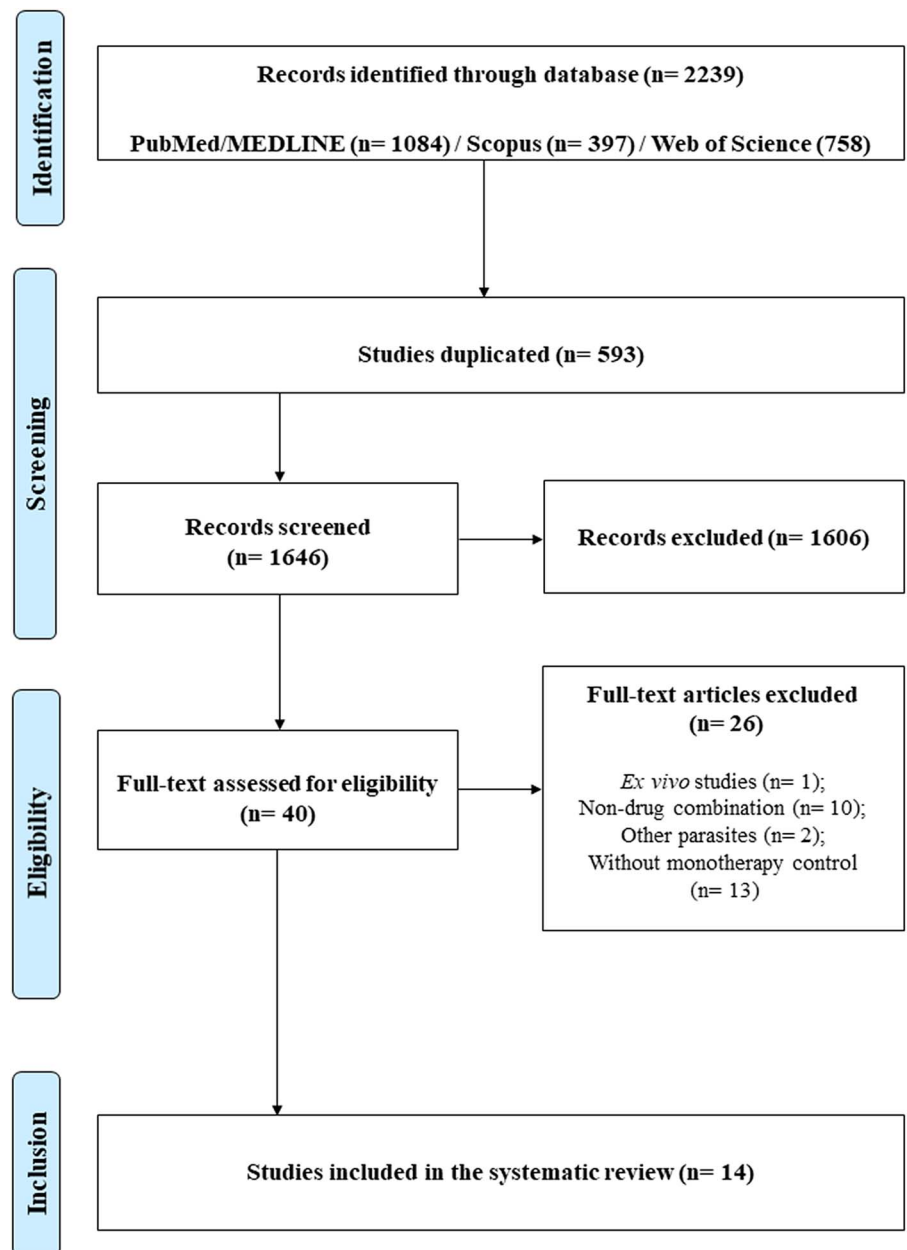 Identification
Records identified through database (n= 2239)
PubMed/MEDLINE (n= 1084) / Scopus (n= 397) / Web of Science (758)
Screening
Studies duplicated (n= 593)
Records screened
(n= 1646)
Records excluded (n= 1606)
Eligibility
Full-text assessed for eligibility
(n= 40)
Full-text articles excluded
(n= 26)
Ex vivo studies (n= 1);
Non-drug combination (n= 10);
Other parasites (n= 2);
Without monotherapy control
(n= 13)
Inclusion
Studies included in the systematic review (n= 14)